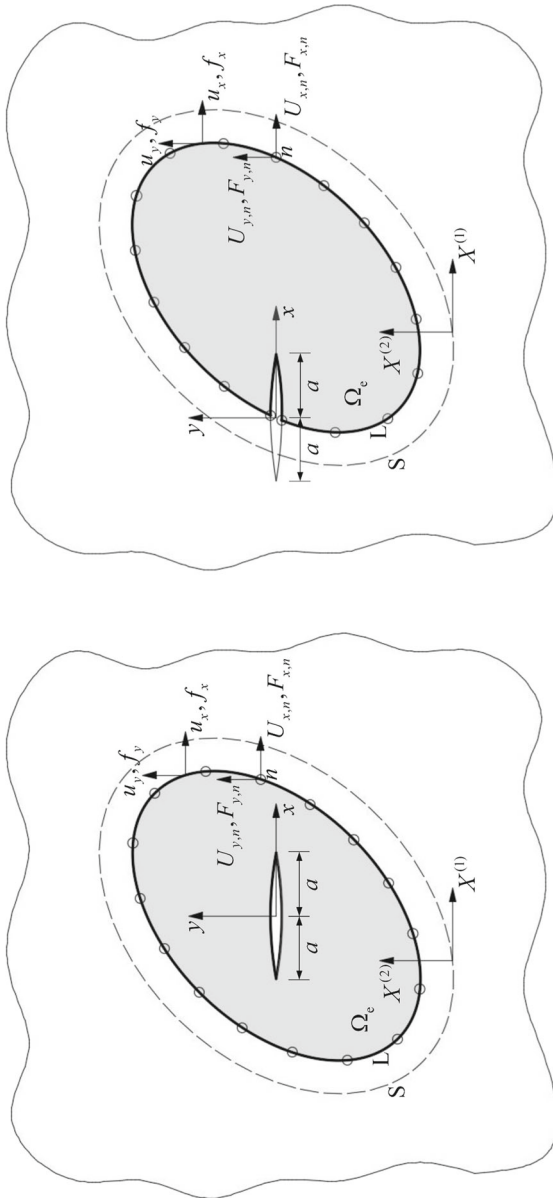 u_y, f_y
u_x, f_x
U_{y,n}, F_{y,n}
n
U_{x,n}, F_{x,n}
y
x
a
a
Ω_e
L
S
X^{(2)}
X^{(1)}
u_y, f_y
u_x, f_x
U_{y,n}, F_{y,n}
n
U_{x,n}, F_{x,n}
y
x
a
a
Ω_e
L
S
X^{(2)}
X^{(1)}